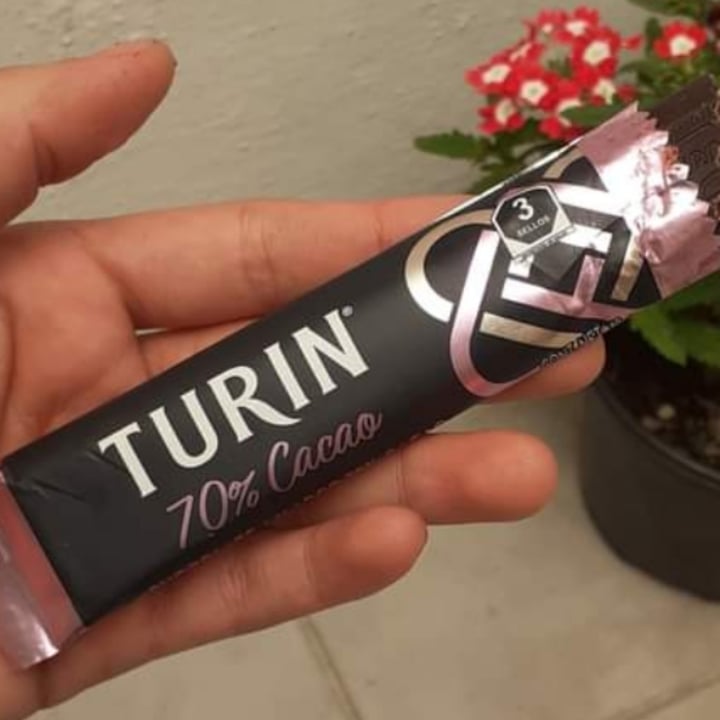 3
SELLOS
TURIN®
70% Cacao